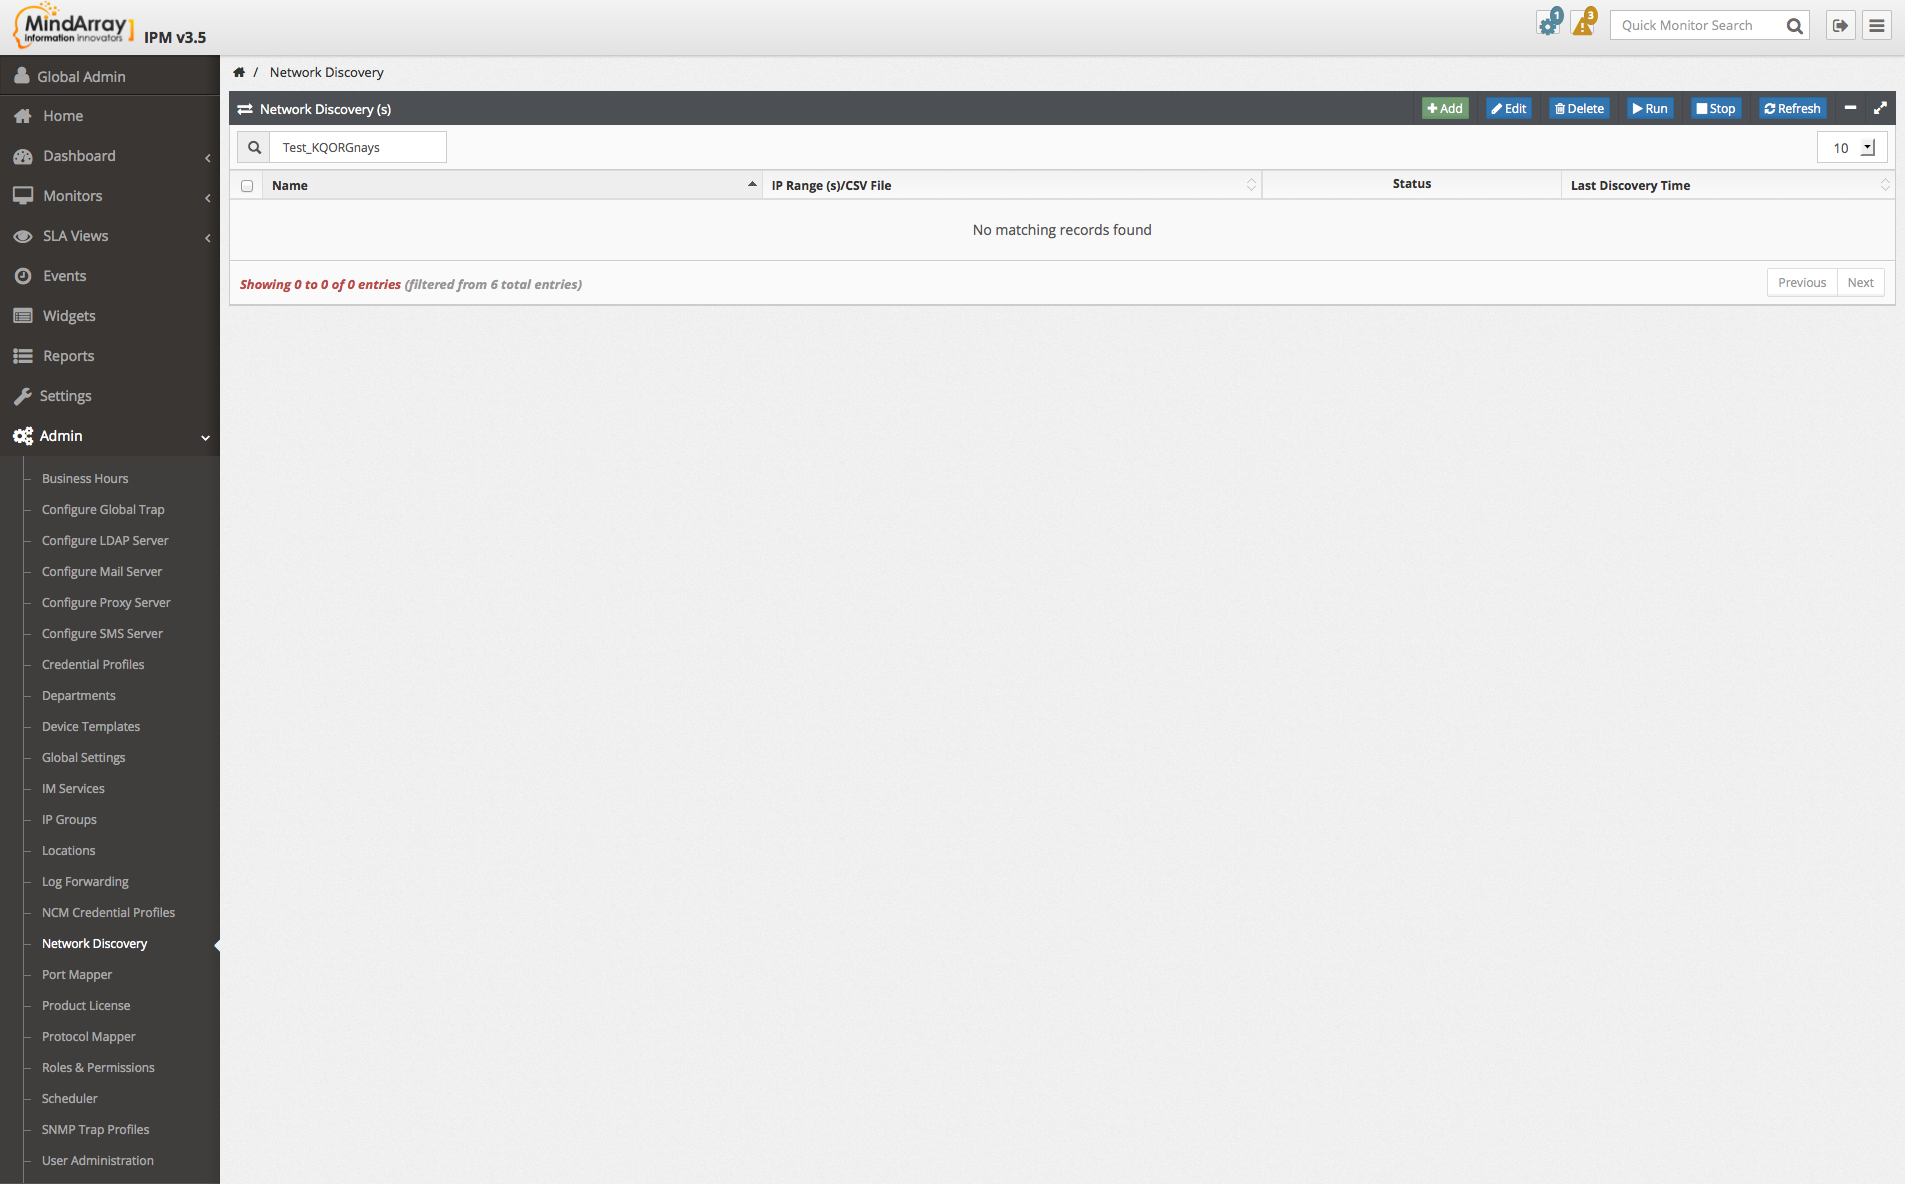 MindArray
Information Innovators
IPM v3.5
1
3
Quick Monitor Search
Global Admin
Home
Dashboard
Monitors
SLA Views
Events
Widgets
Reports
Settings
Admin
Business Hours
Configure Global Trap
Configure LDAP Server
Configure Mail Server
Configure Proxy Server
Configure SMS Server
Credential Profiles
Departments
Device Templates
Global Settings
IM Services
IP Groups
Locations
Log Forwarding
NCM Credential Profiles
Network Discovery
Port Mapper
Product License
Protocol Mapper
Roles & Permissions
Scheduler
SNMP Trap Profiles
User Administration
/ Network Discovery
Network Discovery (s)
Add
Edit
Delete
Run
Stop
Refresh
Test_KQORGnays
10
Name
IP Range (s)/CSV File
Status
Last Discovery Time
No matching records found
Showing 0 to 0 of 0 entries (filtered from 6 total entries)
Previous
Next